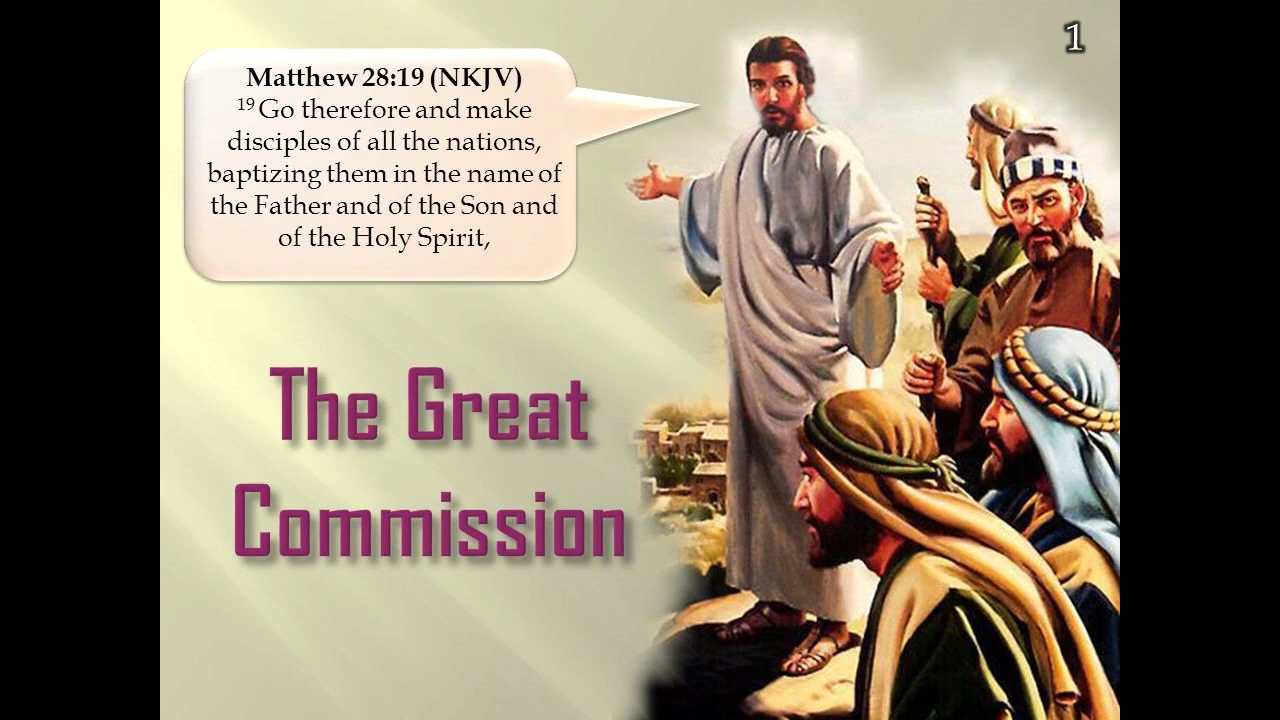 1
Matthew 28:19 (NKJV)
19 Go therefore and make
disciples of all the nations,
baptizing them in the name of
the Father and of the Son and
of the Holy Spirit,
The Great
Commission